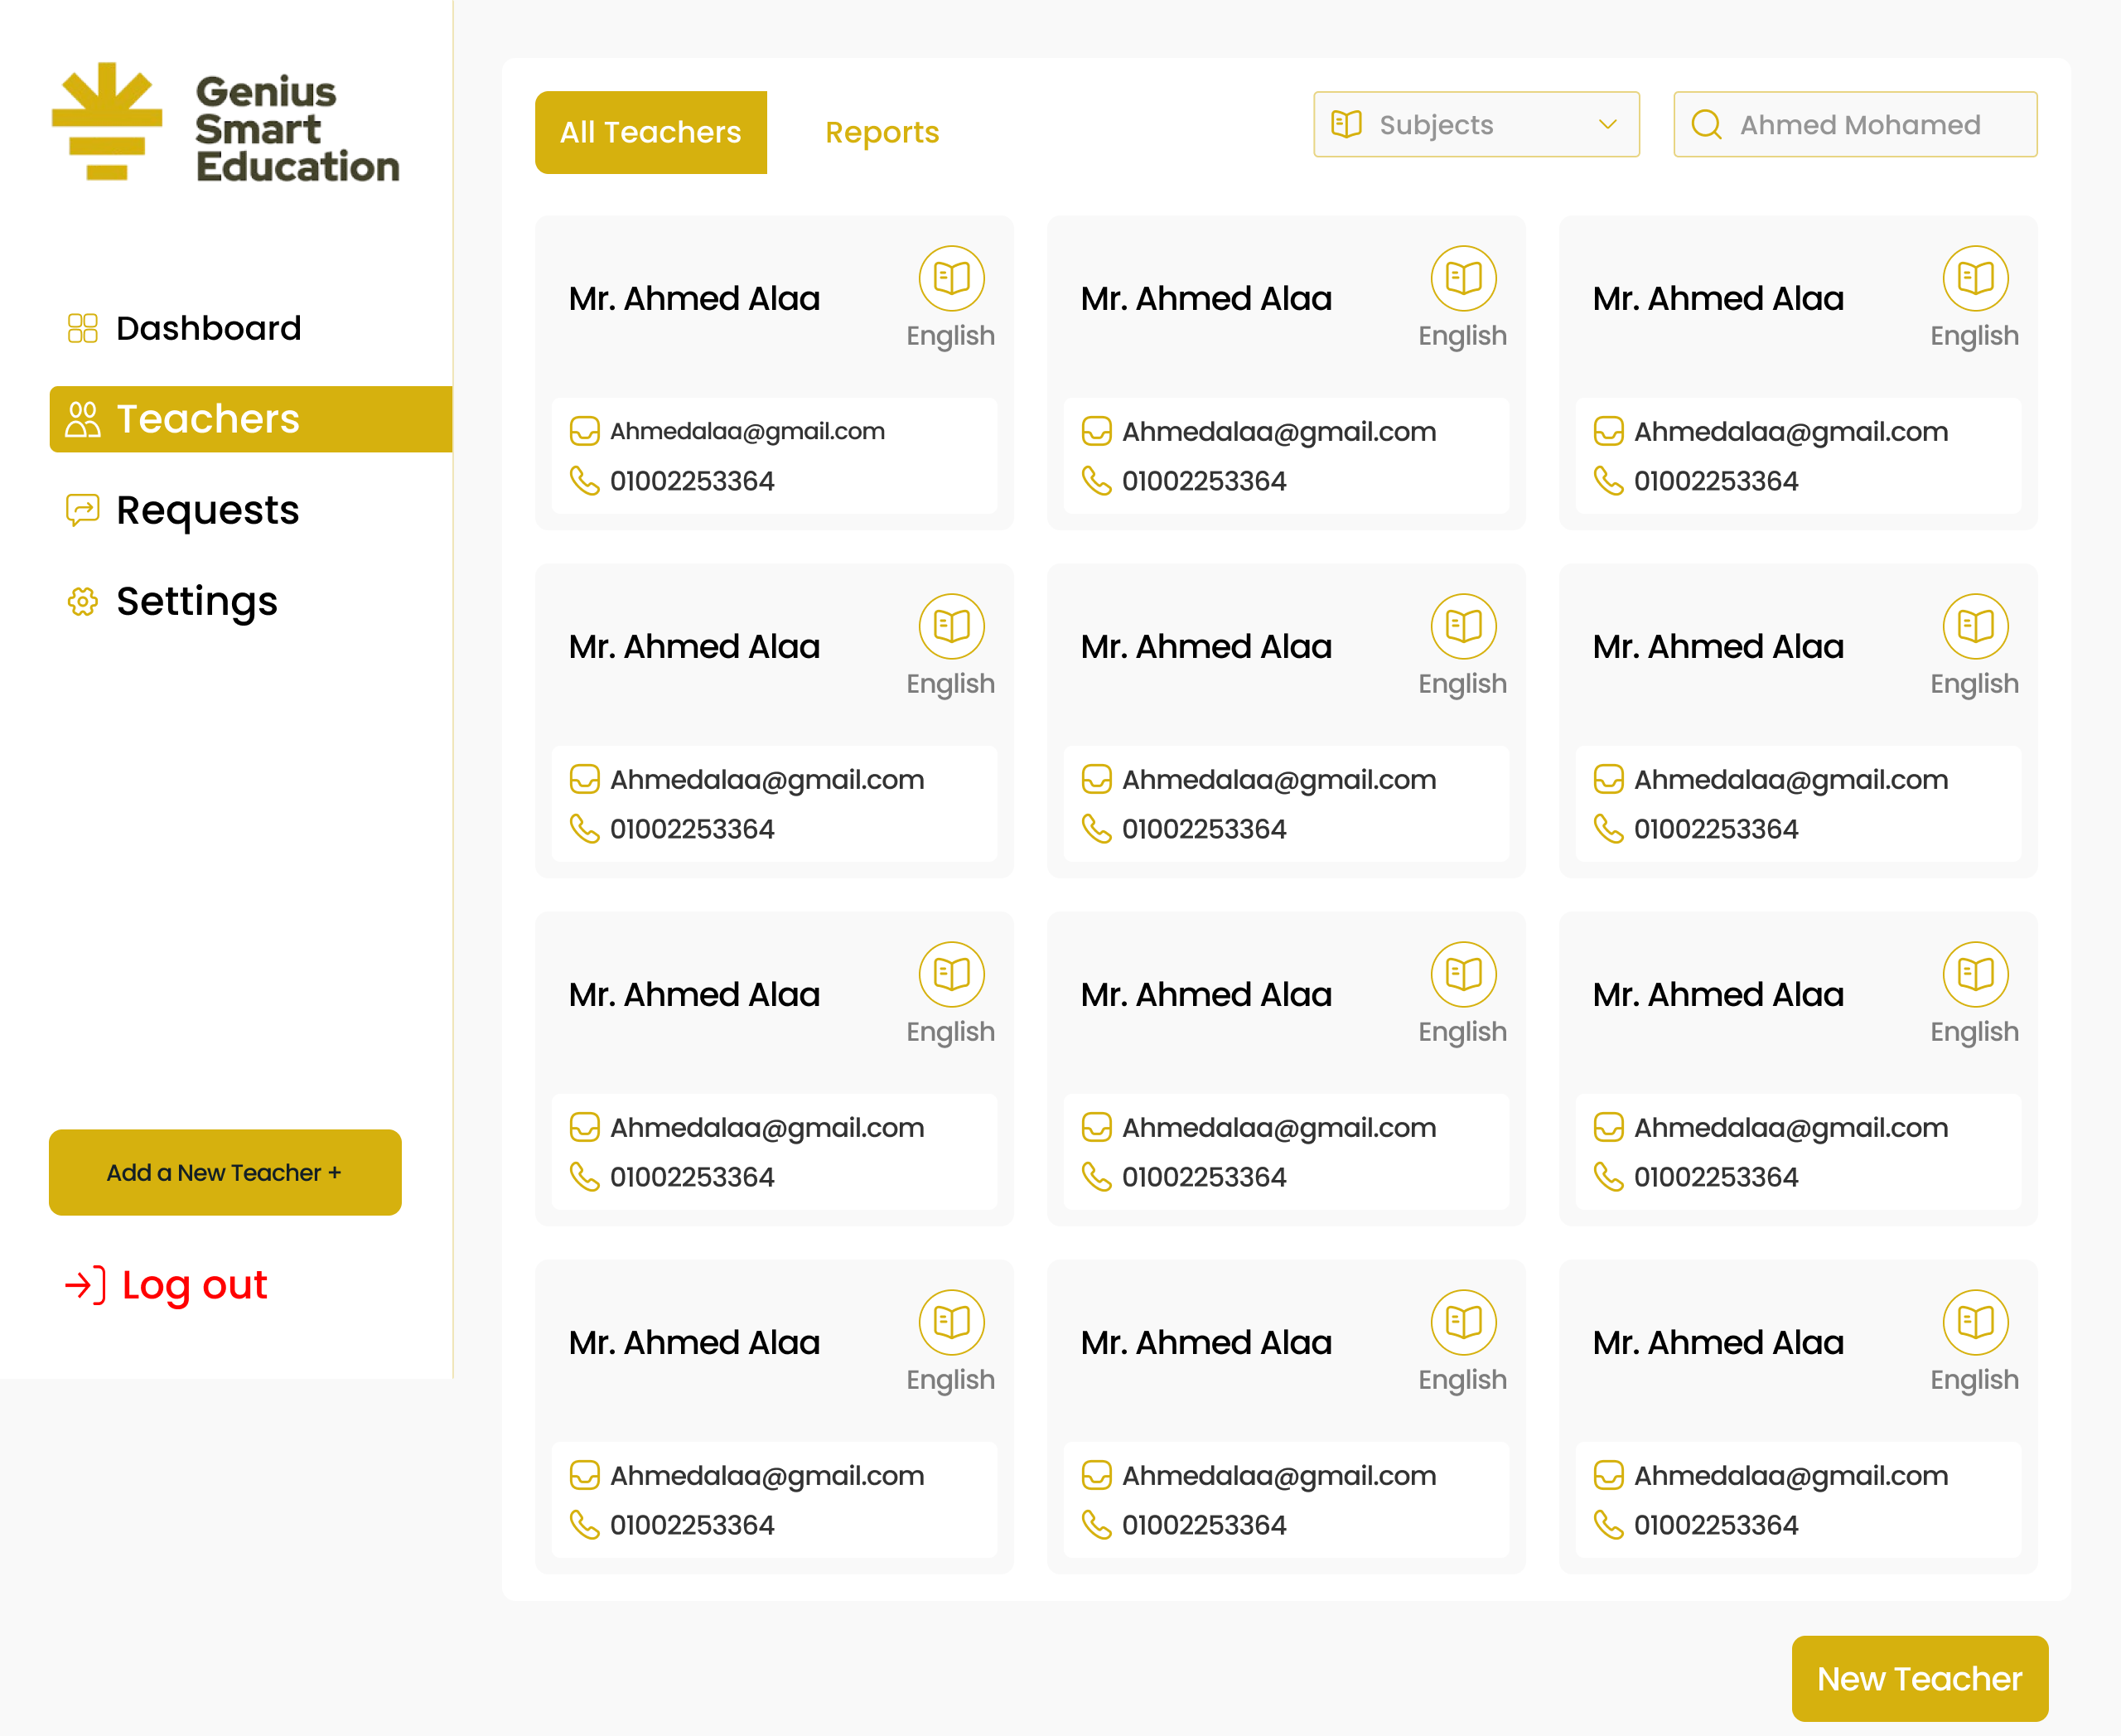 Genius
Smart
Education
Dashboard
Teachers
Requests
Settings
Add a New Teacher +
Log out
All Teachers
Reports
Subjects
Ahmed Mohamed
Mr. Ahmed Alaa
English
Ahmedalaa@gmail.com
01002253364
Mr. Ahmed Alaa
English
Ahmedalaa@gmail.com
01002253364
Mr. Ahmed Alaa
English
Ahmedalaa@gmail.com
01002253364
Mr. Ahmed Alaa
English
Ahmedalaa@gmail.com
01002253364
Mr. Ahmed Alaa
English
Ahmedalaa@gmail.com
01002253364
Mr. Ahmed Alaa
English
Ahmedalaa@gmail.com
01002253364
Mr. Ahmed Alaa
English
Ahmedalaa@gmail.com
01002253364
Mr. Ahmed Alaa
English
Ahmedalaa@gmail.com
01002253364
Mr. Ahmed Alaa
English
Ahmedalaa@gmail.com
01002253364
Mr. Ahmed Alaa
English
Ahmedalaa@gmail.com
01002253364
Mr. Ahmed Alaa
English
Ahmedalaa@gmail.com
01002253364
Mr. Ahmed Alaa
English
Ahmedalaa@gmail.com
01002253364
New Teacher